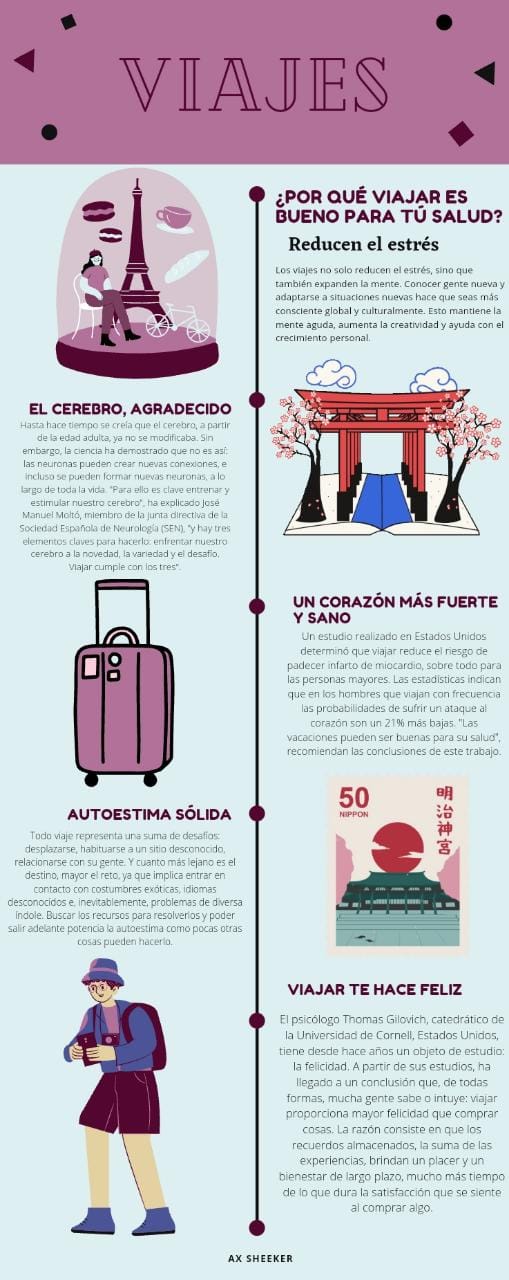 VIAJES
¿POR QUÉ VIAJAR ES
BUENO PARA TÚ SALUD?
Reducen el estrés
Los viajes no solo reducen el estrés, sino que
también expanden la mente. Conocer gente nueva y
adaptarse a situaciones nuevas hace que seas más
consciente global y culturalmente. Esto mantiene la
mente aguda, aumenta la creatividad y ayuda con el
crecimiento personal.
EL CEREBRO, AGRADECIDO
Hasta hace tiempo se creía que el cerebro, a partir
de la edad adulta, ya no se modificaba. Sin
embargo, la ciencia ha demostrado que no es así:
las neuronas pueden crear nuevas conexiones, e
incluso se pueden formar nuevas neuronas, a lo
largo de toda la vida. "Para ello es clave entrenar y
estimular nuestro cerebro", ha explicado José
Manuel Moltó, miembro de la junta directiva de la
Sociedad Española de Neurología (SEN), "y hay tres
elementos claves para hacerlo: enfrentar nuestro
cerebro a la novedad, la variedad y el desafío.
Viajar cumple con los tres".
UN CORAZÓN MÁS FUERTE
Y SANO
Un estudio realizado en Estados Unidos
determinó que viajar reduce el riesgo de
padecer infarto de miocardio, sobre todo para
las personas mayores. Las estadísticas indican
que en los hombres que viajan con frecuencia
las probabilidades de sufrir un ataque al
corazón son un 21% más bajas. "Las
vacaciones pueden ser buenas para su salud",
recomiendan las conclusiones de este trabajo.
50
NIPPON
明治神宮
AUTOESTIMA SÓLIDA
Todo viaje representa una suma de desafíos:
desplazarse, habituarse a un sitio desconocido,
relacionarse con su gente. Y cuanto más lejano es el
destino, mayor el reto, ya que implica entrar en
contacto con costumbres exóticas, idiomas
desconocidos e, inevitablemente, problemas de diversa
índole. Buscar los recursos para resolverlos y poder
salir adelante potencia la autoestima como pocas otras
cosas pueden hacerlo.
VIAJAR TE HACE FELIZ
El psicólogo Thomas Gilovich, catedrático de
la Universidad de Cornell, Estados Unidos,
tiene desde hace años un objeto de estudio:
la felicidad. A partir de sus estudios, ha
llegado a un conclusión que, de todas
formas, mucha gente sabe o intuye: viajar
proporciona mayor felicidad que comprar
cosas. La razón consiste en que los
recuerdos almacenados, la suma de las
experiencias, brindan un placer y un
bienestar de largo plazo, mucho más tiempo
de lo que dura la satisfacción que se siente
al comprar algo.
AX SHEEKER